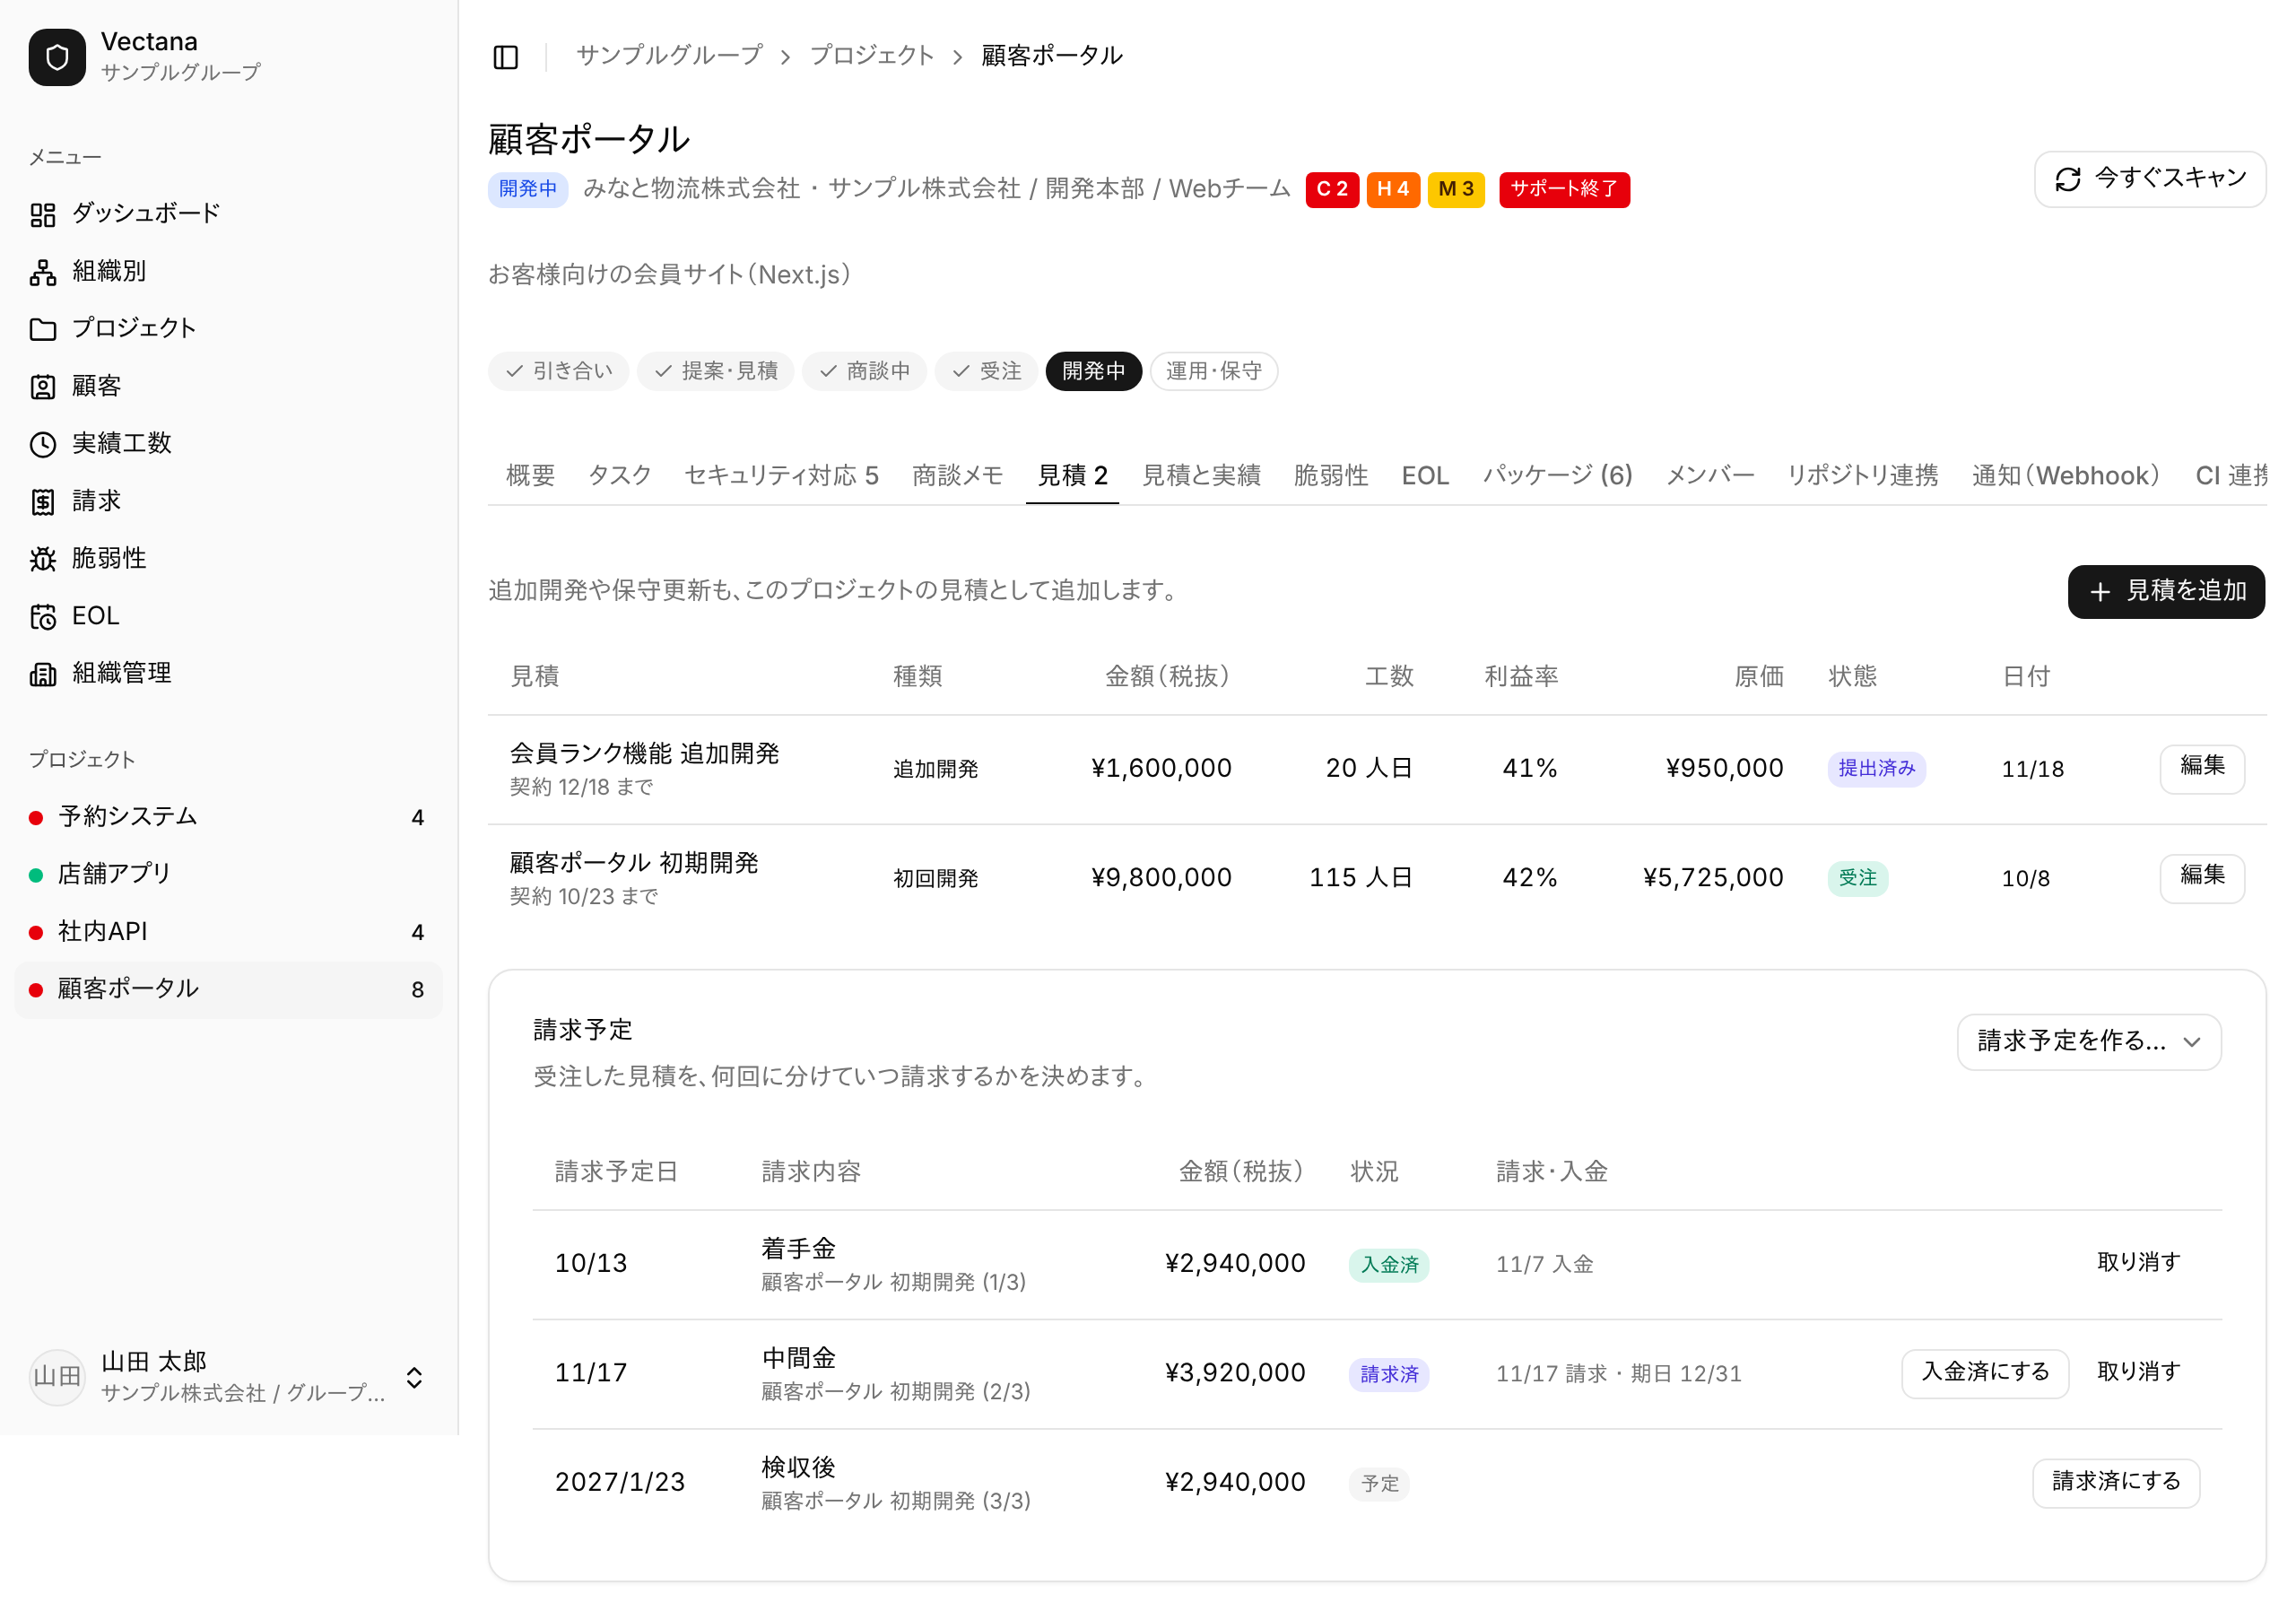 Vectana
サンプルグループ
メニュー
ダッシュボード
組織別
プロジェクト
顧客
実績工数
請求
脆弱性
EOL
組織管理
プロジェクト
予約システム 4
店舗アプリ
社内API 4
顧客ポータル 8
山田
山田 太郎
サンプル株式会社 / グループ...
サンプルグループ > プロジェクト > 顧客ポータル
顧客ポータル
開発中 みなと物流株式会社・サンプル株式会社 / 開発本部 / Webチーム C 2 H 4 M 3 サポート終了
今すぐスキャン
お客様向けの会員サイト（Next.js）
引き合い 提案・見積 商談中 受注 開発中 運用・保守
概要 タスク セキュリティ対応 5 商談メモ 見積 2 見積と実績 脆弱性 EOL パッケージ (6) メンバー リポジトリ連携 通知（Webhook） CI 連携
追加開発や保守更新も、このプロジェクトの見積として追加します。
見積を追加
見積 種類 金額（税抜） 工数 利益率 原価 状態 日付
会員ランク機能 追加開発 追加開発 ¥1,600,000 20 人日 41% ¥950,000 提出済み 11/18 編集
契約 12/18 まで
顧客ポータル 初期開発 初回開発 ¥9,800,000 115 人日 42% ¥5,725,000 受注 10/8 編集
契約 10/23 まで
請求予定
受注した見積を、何回に分けていつ請求するかを決めます。
請求予定を作る...
請求予定日 請求内容 金額（税抜） 状況 請求・入金
10/13 着手金 ¥2,940,000 入金済 11/7 入金 取り消す
顧客ポータル 初期開発 (1/3)
11/17 中間金 ¥3,920,000 請求済 11/17 請求・期日 12/31 入金済にする 取り消す
顧客ポータル 初期開発 (2/3)
2027/1/23 検収後 ¥2,940,000 予定 請求済にする
顧客ポータル 初期開発 (3/3)